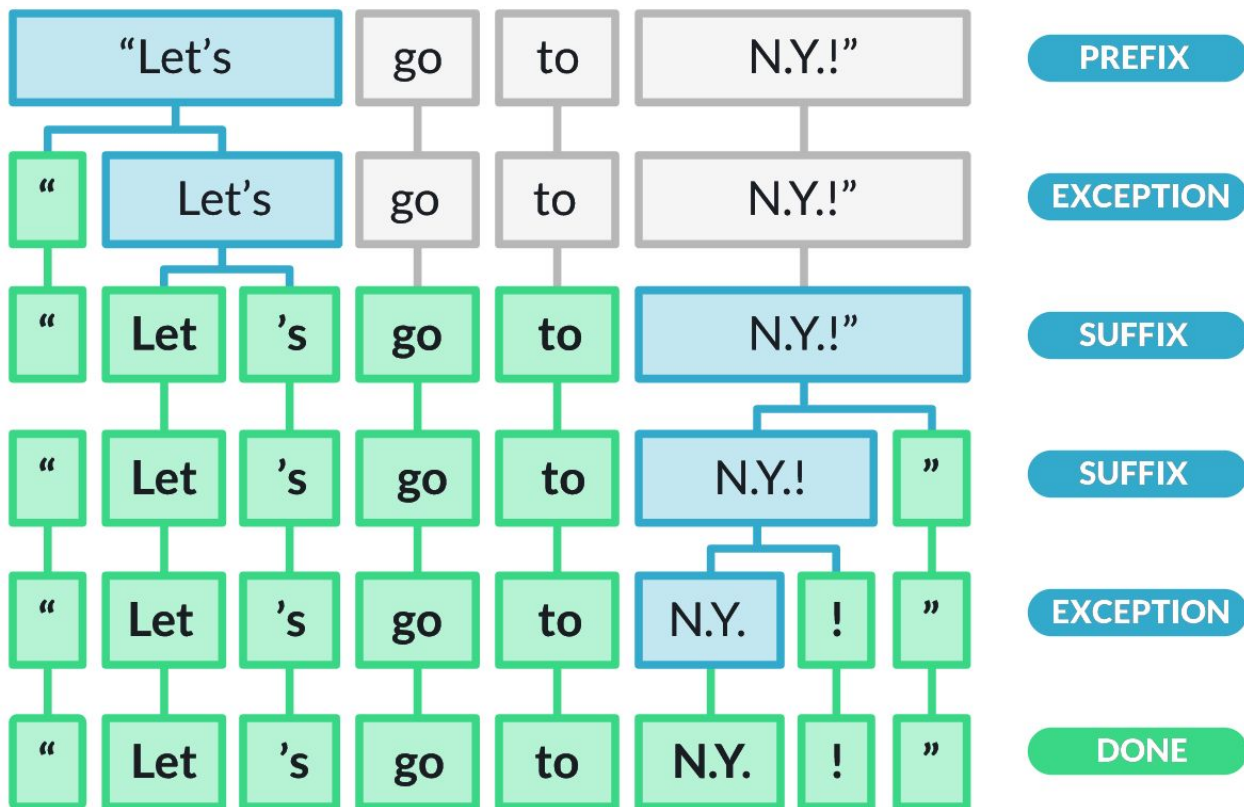 “Let’s go to N.Y.!” PREFIX
“ Let’s go to N.Y.!” EXCEPTION
“ Let ’s go to N.Y.!” SUFFIX
“ Let ’s go to N.Y.! ” SUFFIX
“ Let ’s go to N.Y. ! ” EXCEPTION
“ Let ’s go to N.Y. ! ” DONE